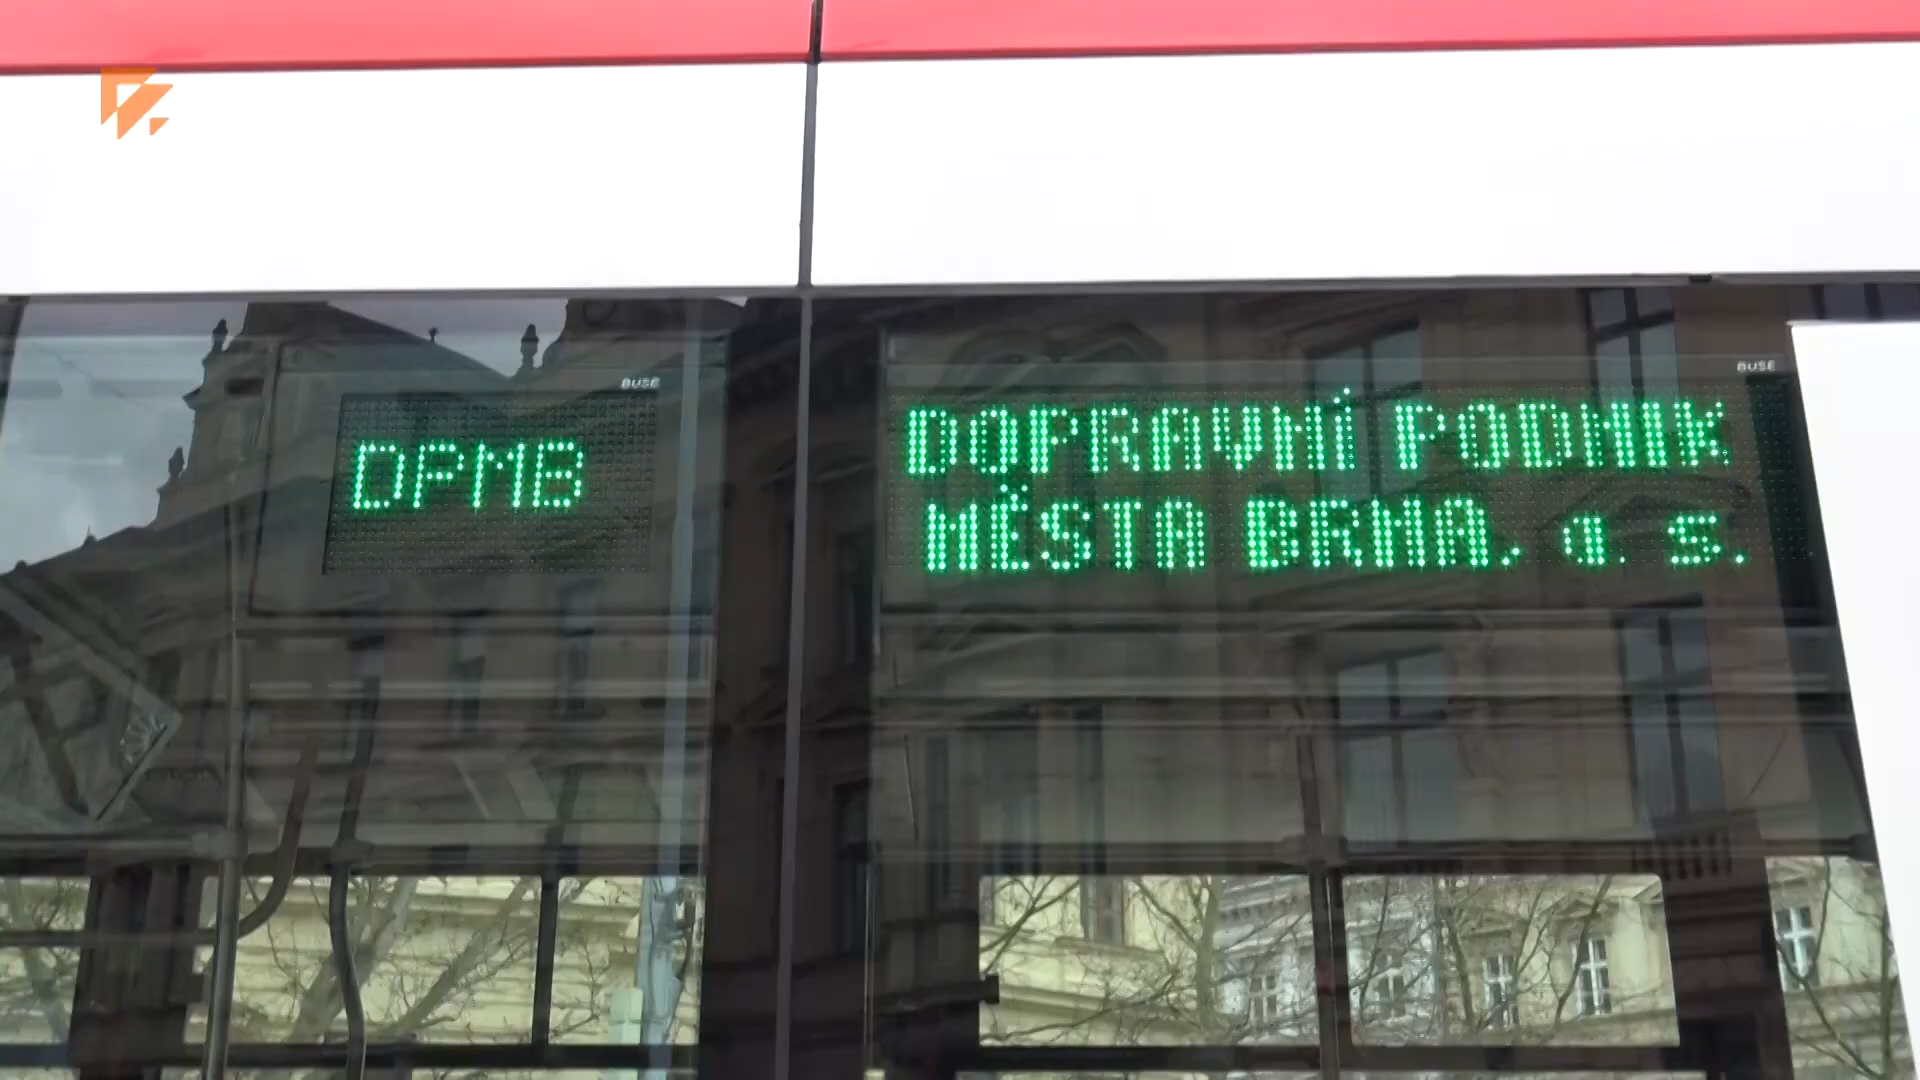 BUSE
DPMB
BUSE
DOPRAVNÍ PODNIK
MĚSTA BRNA, a. s.